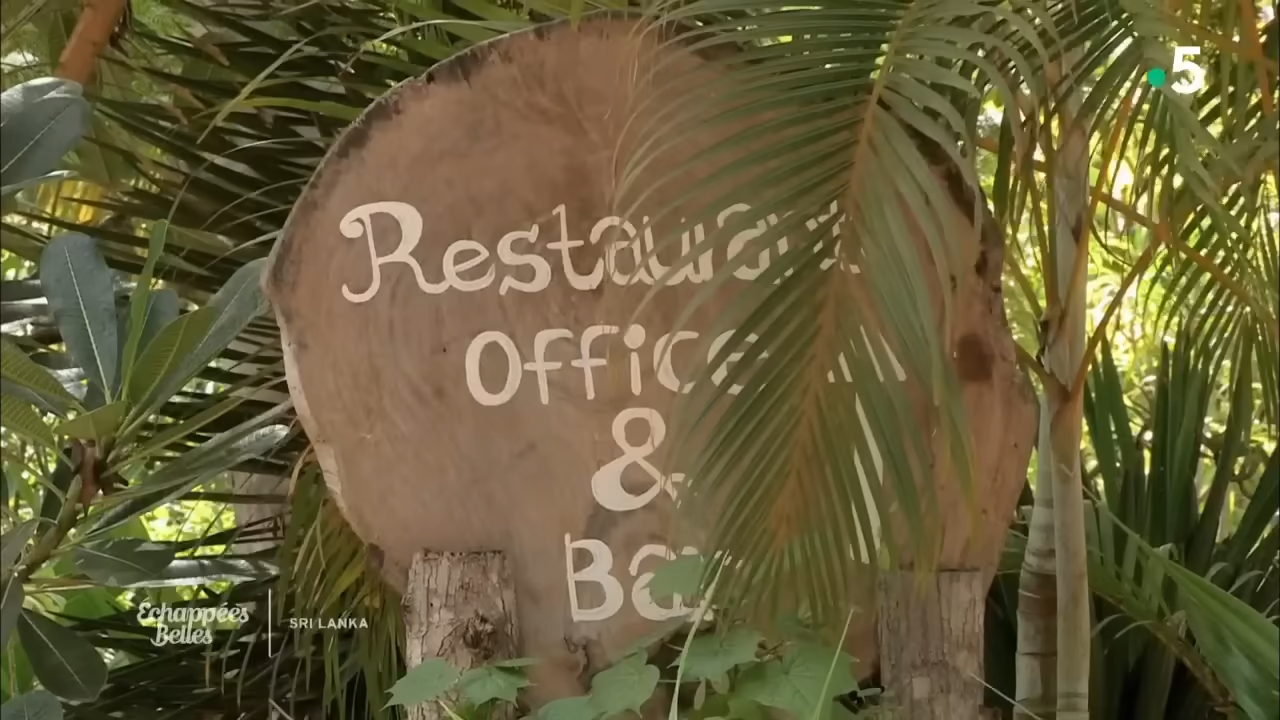 5
Restaurant
Office
&
Bar
Échappées
Belles
SRI LANKA